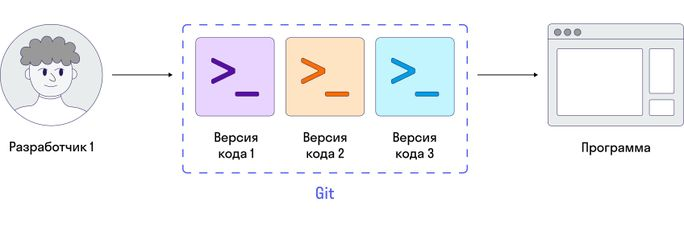 >_
>_
>_
Разработчик 1
Версия
кода 1
Версия
кода 2
Версия
кода 3
Программа
Git